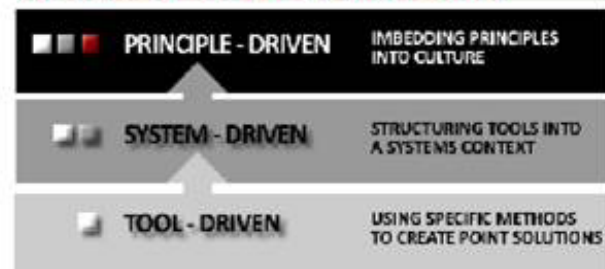 PRINCIPLE - DRIVEN
IMBEDDING PRINCIPLES
INTO CULTURE
SYSTEM - DRIVEN
STRUCTURING TOOLS INTO
A SYSTEMS CONTEXT
TOOL - DRIVEN
USING SPECIFIC METHODS
TO CREATE POINT SOLUTIONS